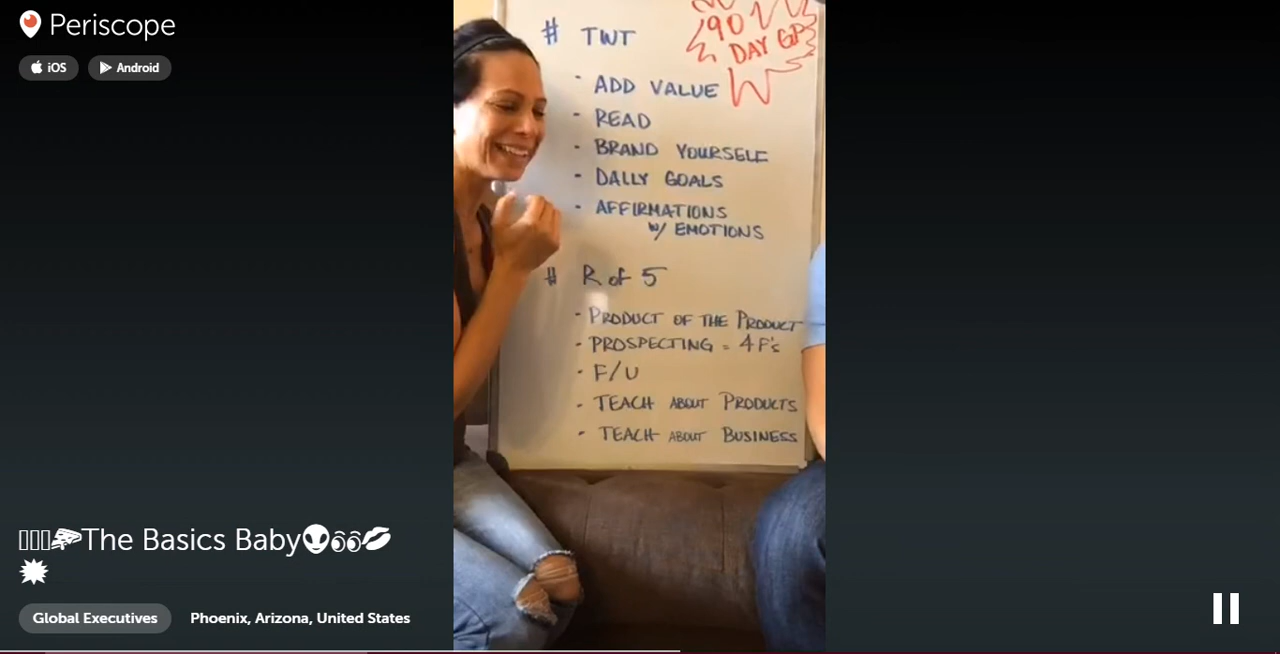 Periscope
iOS
Android
# TWT
90
DAY GP
- ADD VALUE
- READ
- BRAND YOURSELF
- DAILY GOALS
- AFFIRMATIONS
w/ EMOTIONS
# R of 5
- PRODUCT OF THE PRODUCT
- PROSPECTING = 4 F's
- F/U
- TEACH ABOUT PRODUCTS
- TEACH ABOUT BUSINESS
The Basics Baby
Global Executives
Phoenix, Arizona, United States